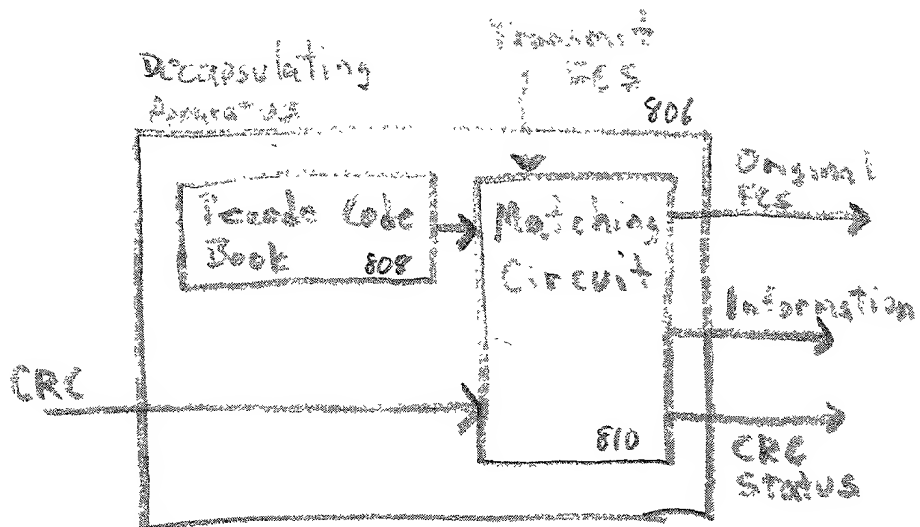 Transmit
FCS
Decapsulating
Apparatus
806
Original
FCS
Decode Code
Book
808
Matching
Circuit
Information
CRC
810
CRC
Status